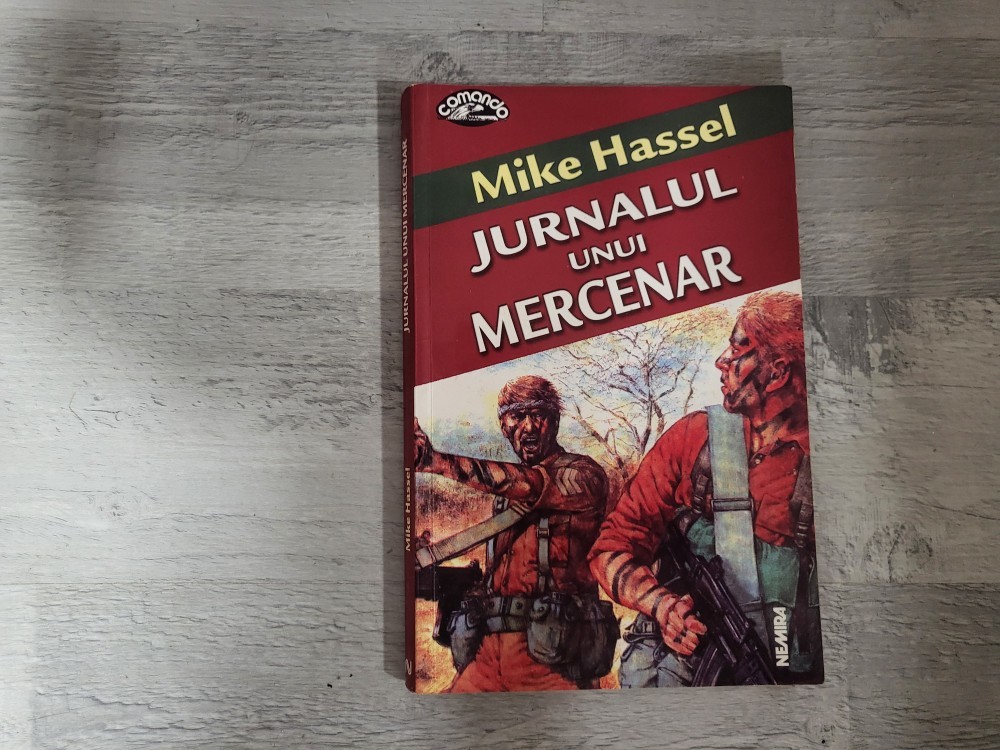 comando
Mike Hassel
JURNALUL
UNUI
MERCENAR
NEMIRA
JURNALUL UNUI MERCENAR
Mike Hassel
N